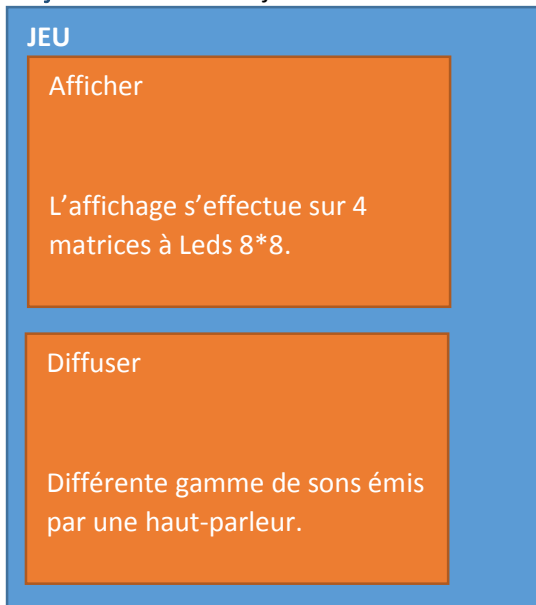 JEU
Afficher
L’affichage s’effectue sur 4
matrices à Leds 8*8.
Diffuser
Différente gamme de sons émis
par une haut-parleur.